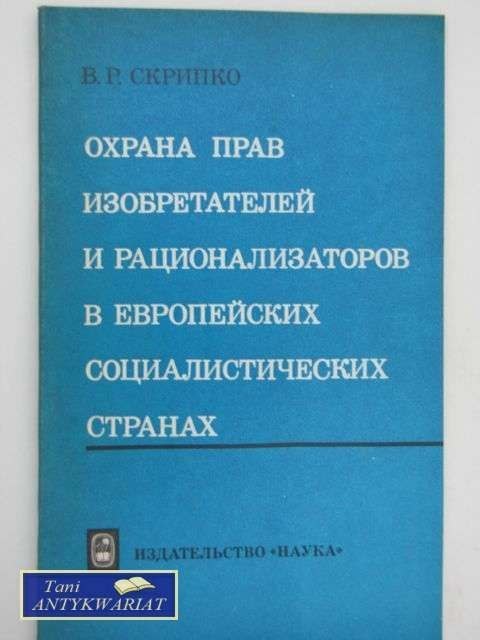 В. Р. СКРИПКО
ОХРАНА ПРАВ
ИЗОБРЕТАТЕЛЕЙ
И РАЦИОНАЛИЗАТОРОВ
В ЕВРОПЕЙСКИХ
СОЦИАЛИСТИЧЕСКИХ
СТРАНАХ
ИЗДАТЕЛЬСТВО «НАУКА»
Tani
ANTYKWARIAT